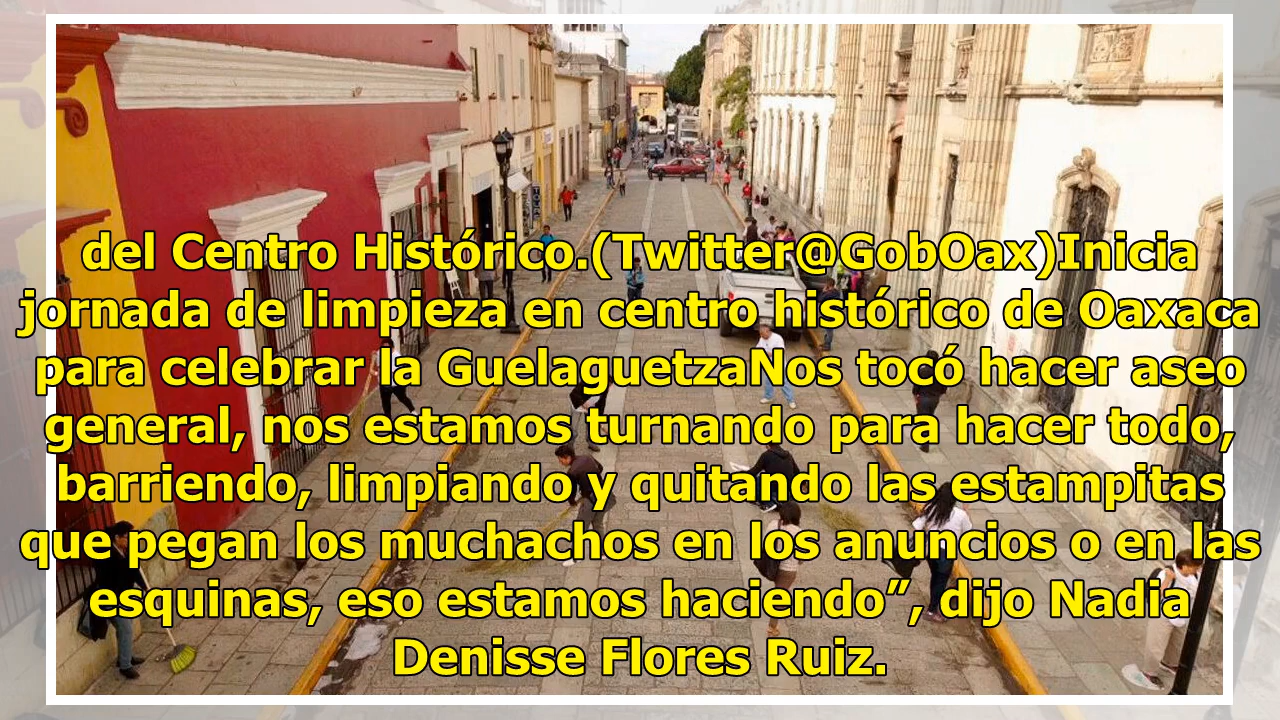 del Centro Histórico.(Twitter@GobOax)Inicia
jornada de limpieza en centro histórico de Oaxaca
para celebrar la GuelaguetzaNos tocó hacer aseo
general, nos estamos turnando para hacer todo,
barriendo, limpiando y quitando las estampitas
que pegan los muchachos en los anuncios o en las
esquinas, eso estamos haciendo”, dijo Nadia
Denisse Flores Ruiz.